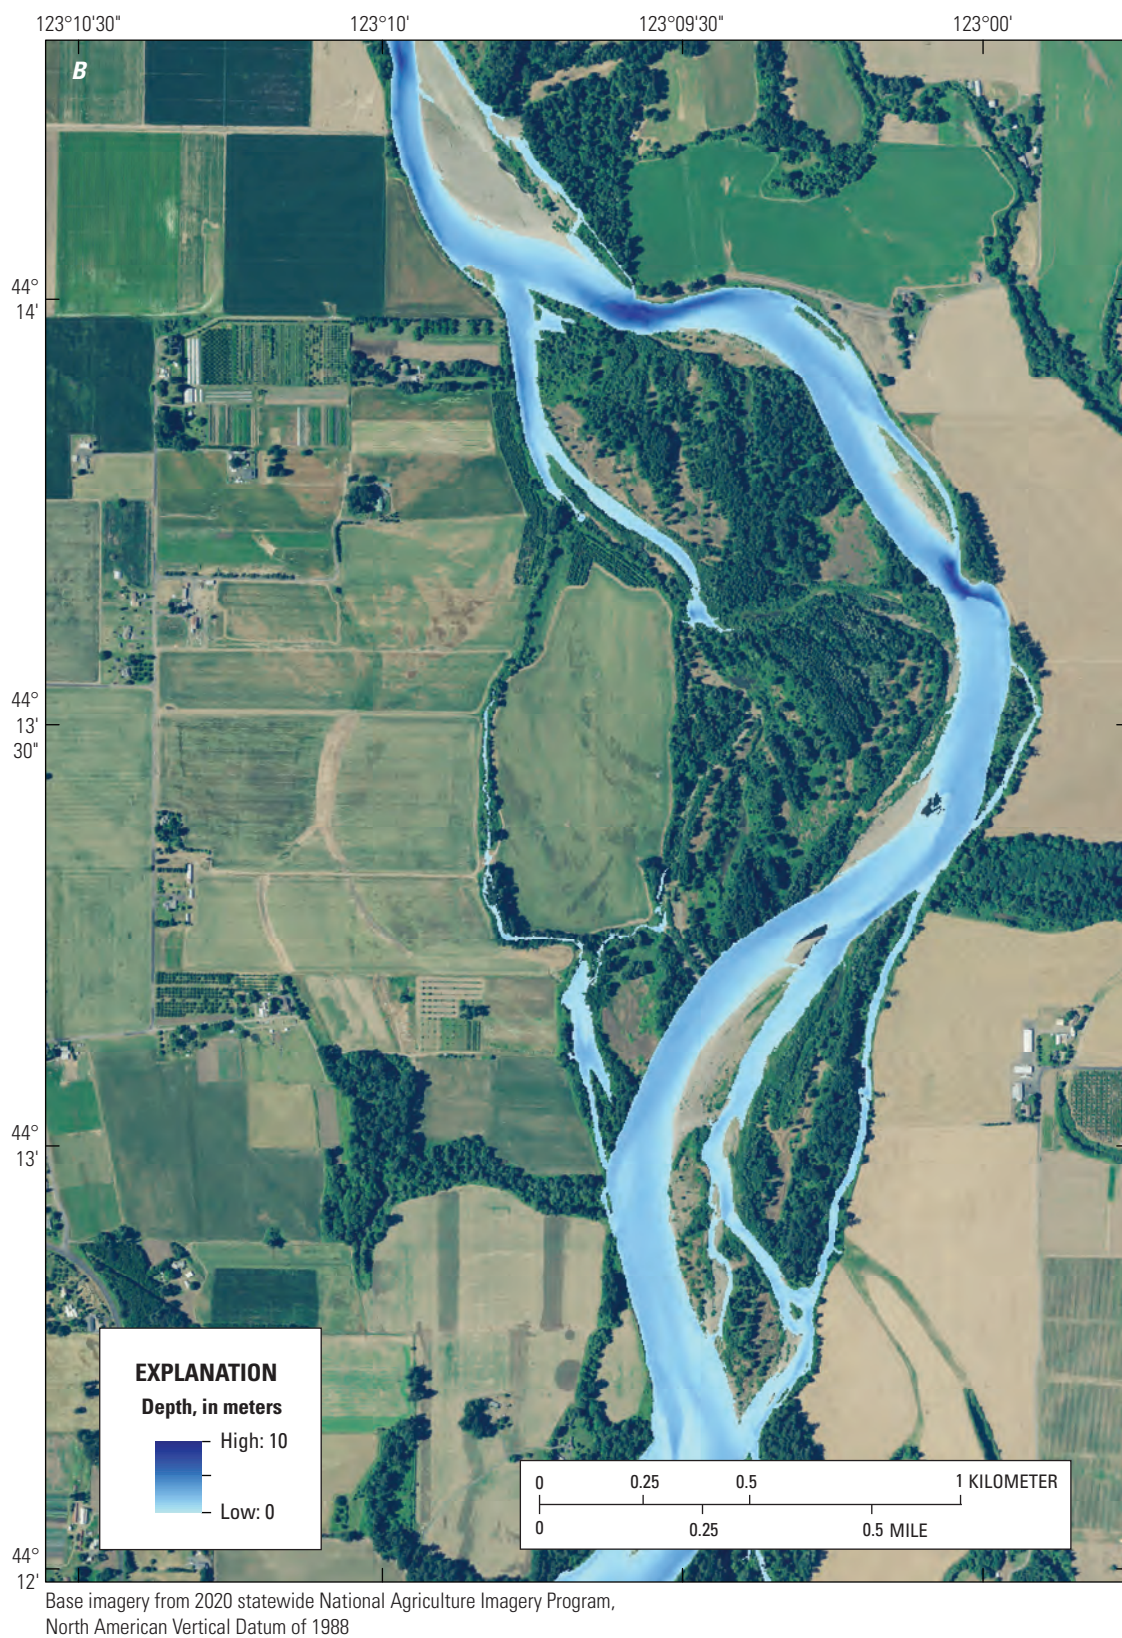 123°10'30" 123°10' 123°09'30" 123°00'
B
44°
14'
44°
13'
30"
44°
13'
44°
12'
EXPLANATION
Depth, in meters
High: 10
Low: 0
0 0.25 0.5 1 KILOMETER
0 0.25 0.5 MILE
Base imagery from 2020 statewide National Agriculture Imagery Program,
North American Vertical Datum of 1988